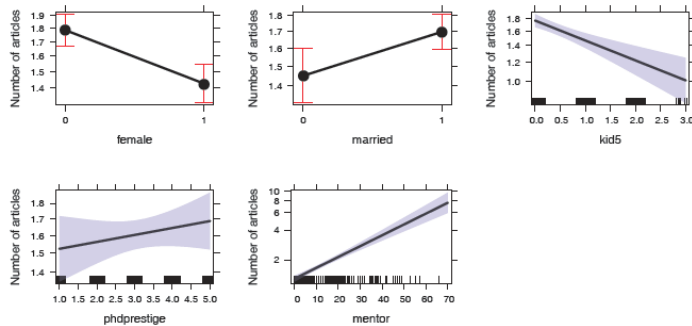 Number of articles
1.9
1.8
1.7
1.6
1.5
1.4
0 1
female
Number of articles
1.7
1.6
1.5
1.4
0 1
married
Number of articles
1.8
1.6
1.4
1.2
1.0
0.0 0.5 1.0 1.5 2.0 2.5 3.0
kid5
Number of articles
1.8
1.7
1.6
1.5
1.4
1.0 1.5 2.0 2.5 3.0 3.5 4.0 4.5 5.0
phdprestige
Number of articles
10
8
6
4
2
0 10 20 30 40 50 60 70
mentor